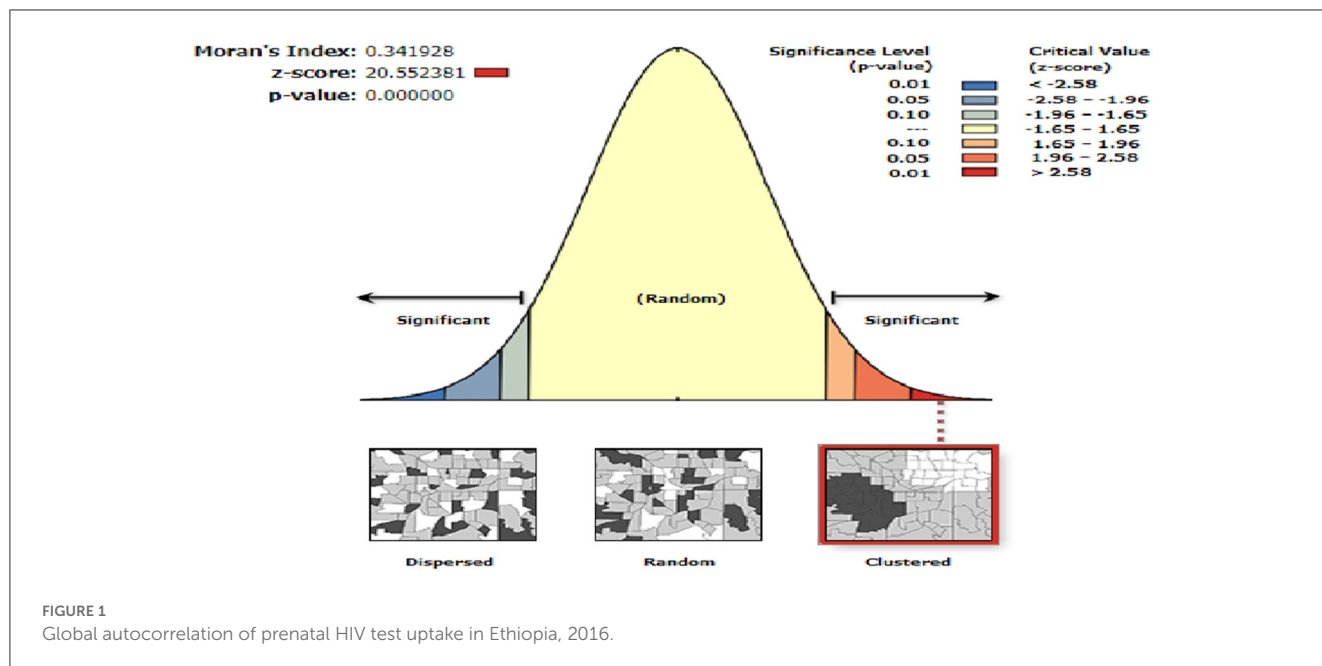 Moran's Index: 0.341928
z-score: 20.552381
p-value: 0.000000
Significance Level
(p-value)
Critical Value
(z-score)
0.01 < -2.58
0.05 -2.58 – -1.96
0.10 -1.96 – -1.65
--- -1.65 – 1.65
0.10 1.65 – 1.96
0.05 1.96 – 2.58
0.01 > 2.58
(Random)
Significant
Significant
Dispersed
Random
Clustered
FIGURE 1
Global autocorrelation of prenatal HIV test uptake in Ethiopia, 2016.